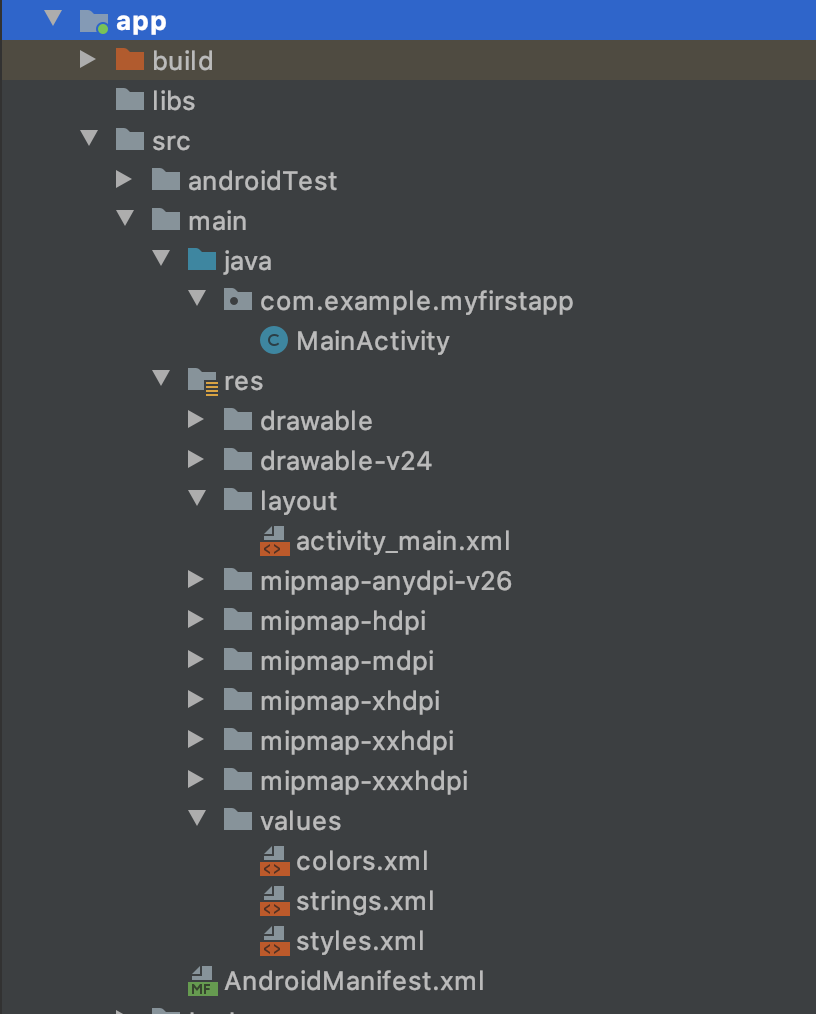 app
build
libs
src
androidTest
main
java
com.example.myfirstapp
C MainActivity
res
drawable
drawable-v24
layout
<> activity_main.xml
mipmap-anydpi-v26
mipmap-hdpi
mipmap-mdpi
mipmap-xhdpi
mipmap-xxhdpi
mipmap-xxxhdpi
values
<> colors.xml
<> strings.xml
<> styles.xml
MF AndroidManifest.xml